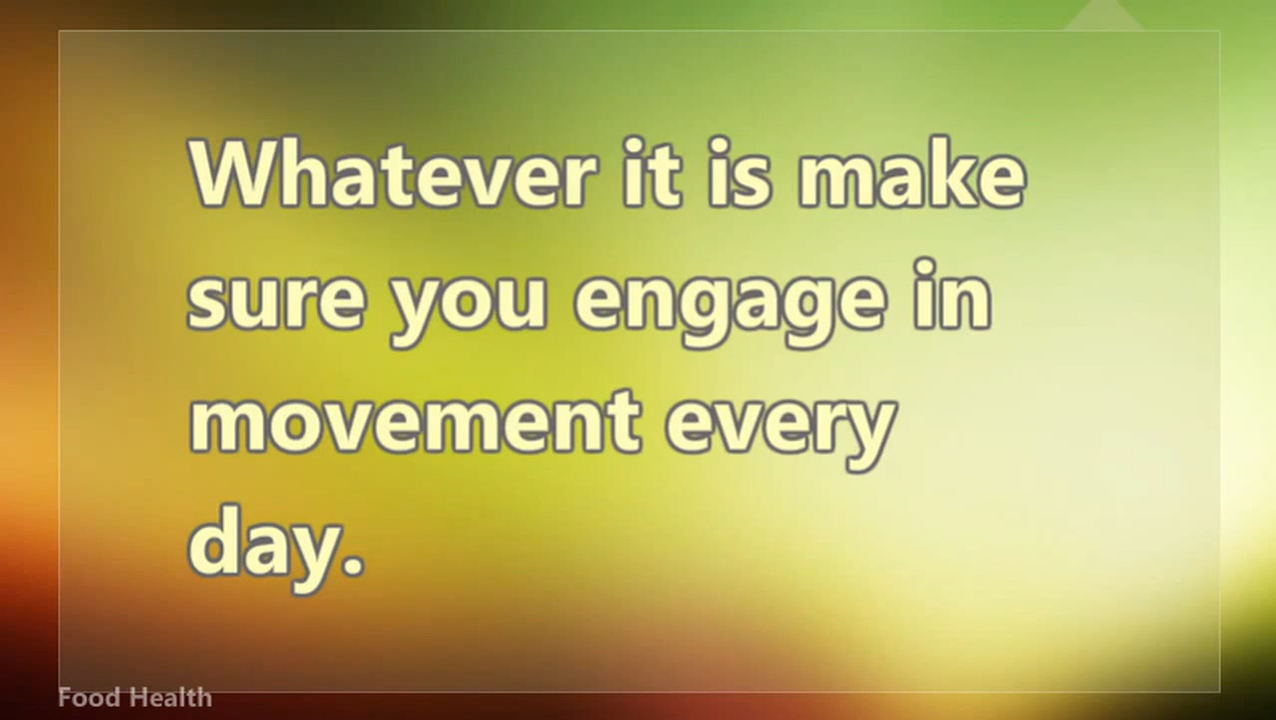 Whatever it is make
sure you engage in
movement every
day.
Food Health